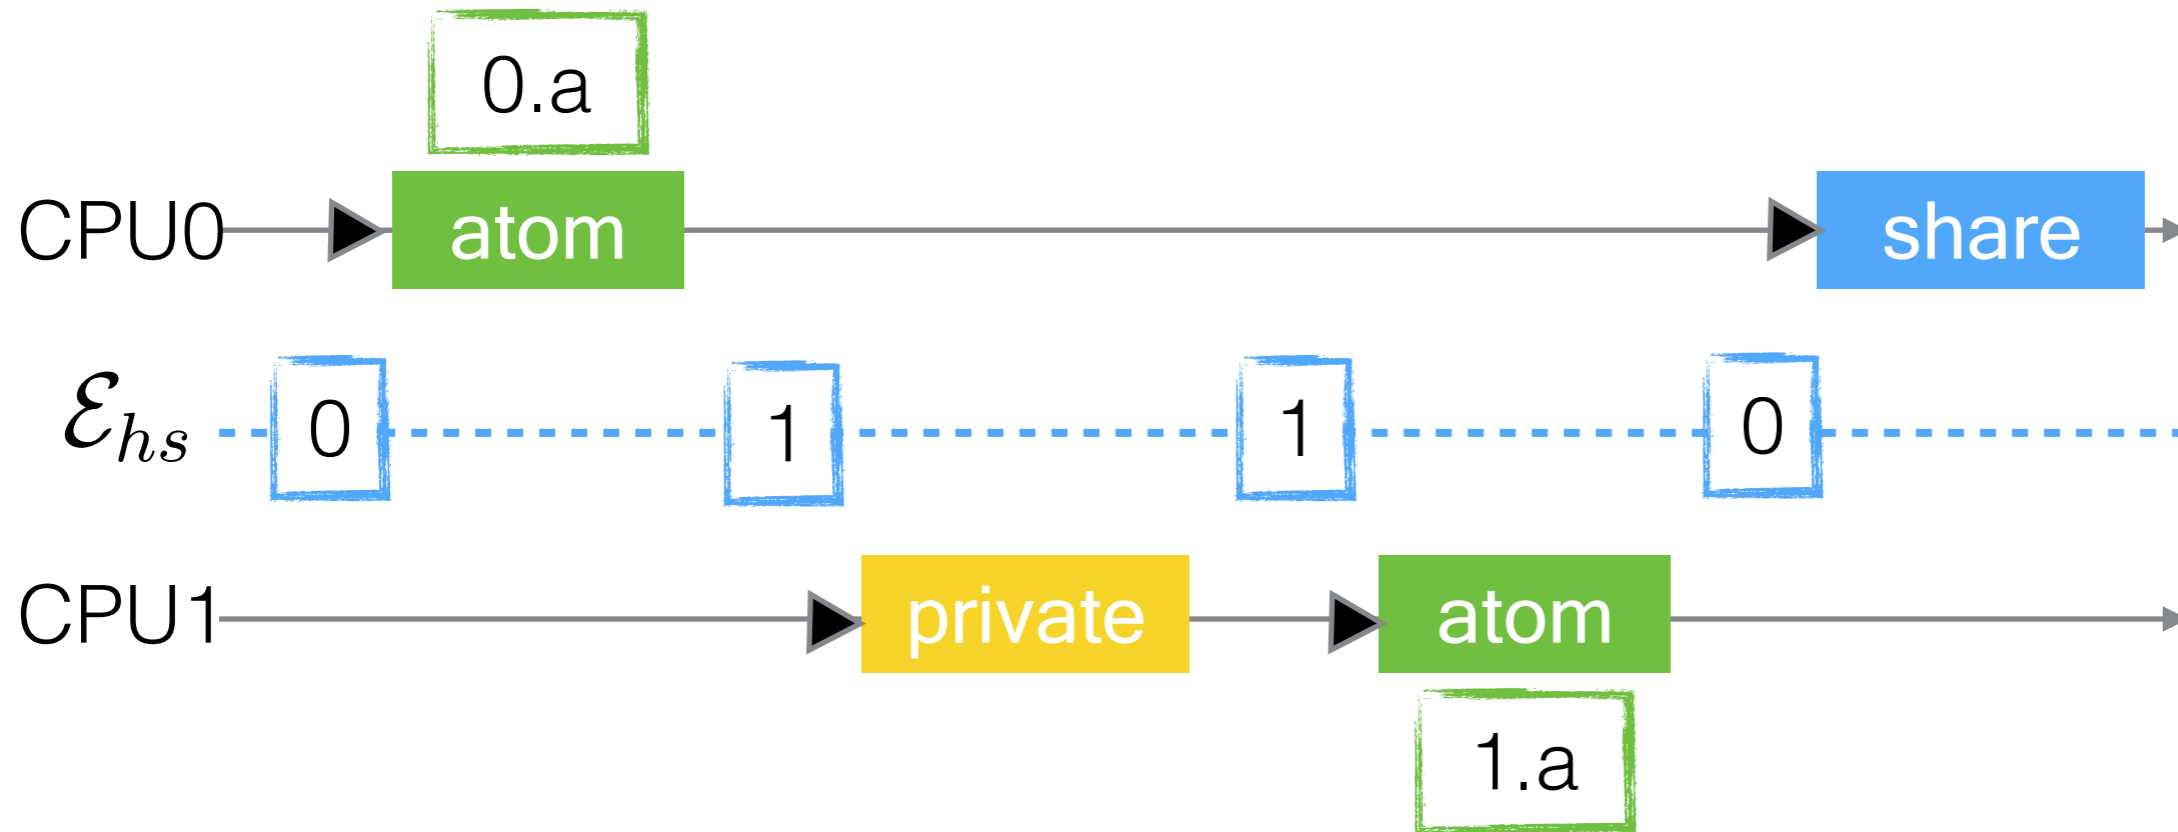 0.a
CPU0 atom share
ℰhs 0 1 1 0
CPU1 private atom
1.a